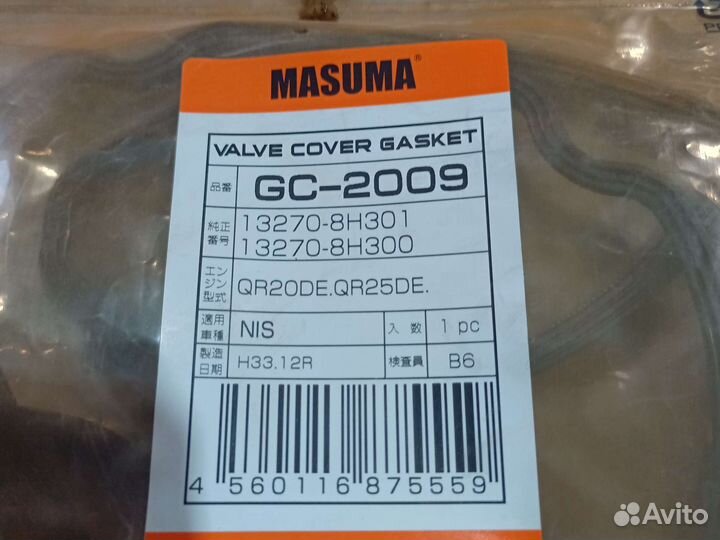 MASUMA®
VALVE COVER GASKET
品番 GC-2009
純正番号 13270-8H301
13270-8H300
エンジン型式 QR20DE.QR25DE.
適用車種 NIS 入数 1 pc
製造日期 H33.12R 検査員 B6
4 560116 875559
Avito